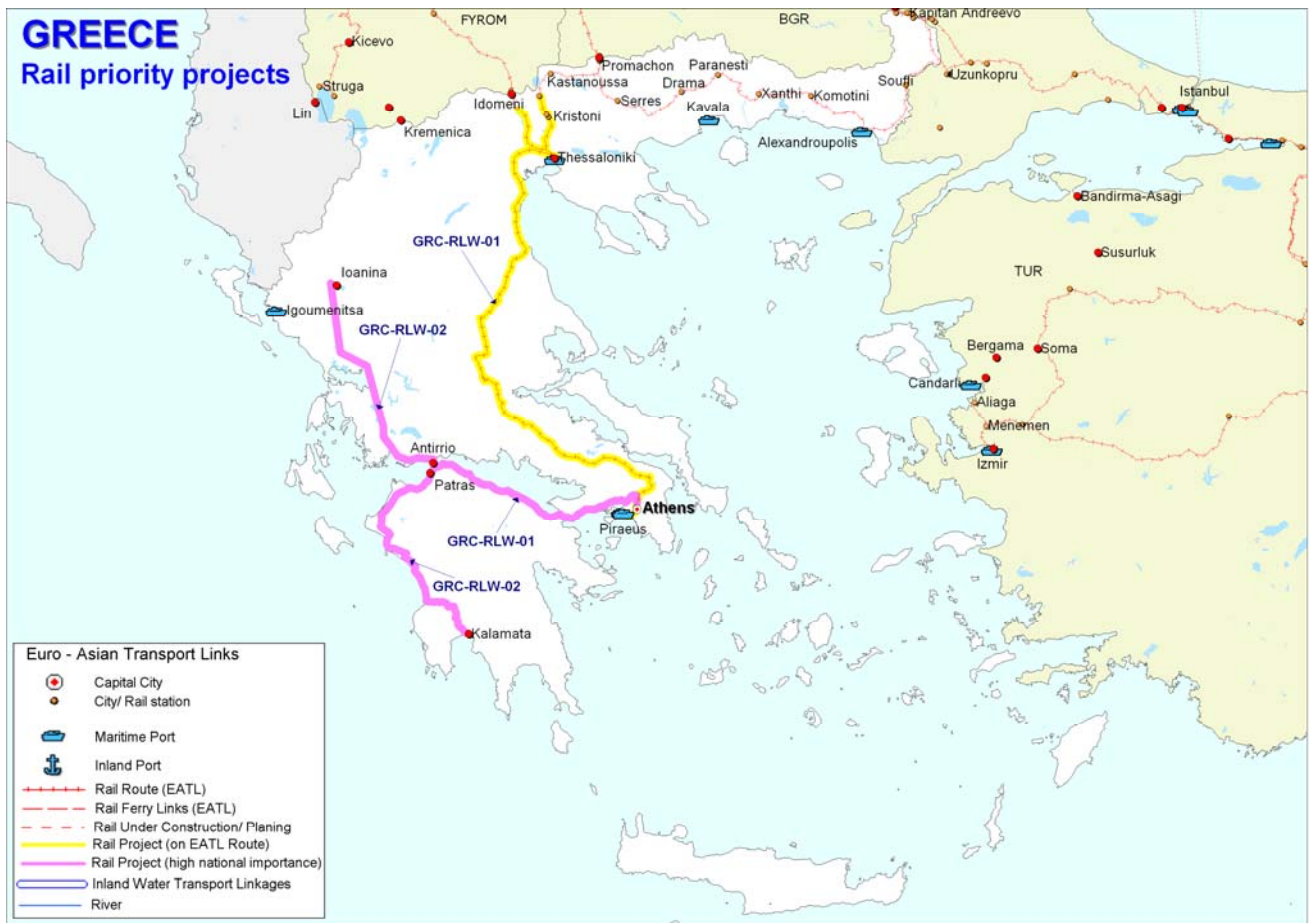 GREECE
Rail priority projects
FYROM
BGR
Kapitan Andreevo
Kicevo
Promachon
Paranesti
Kastanoussa
Drama
Soufli
Uzunkopru
Struga
Idomeni
Serres
Xanthi
Komotini
Istanbul
Lin
Kremenica
Kristoni
Kavala
Alexandroupolis
Thessaloniki
Bandirma-Asagi
GRC-RLW-01
Susurluk
TUR
Ioanina
Igoumenitsa
GRC-RLW-02
Bergama
Soma
Candarli
Aliaga
Menemen
Izmir
Antirrio
Patras
Athens
Piraeus
GRC-RLW-01
GRC-RLW-02
Kalamata
Euro - Asian Transport Links
Capital City
City/ Rail station
Maritime Port
Inland Port
Rail Route (EATL)
Rail Ferry Links (EATL)
Rail Under Construction/ Planing
Rail Project (on EATL Route)
Rail Project (high national importance)
Inland Water Transport Linkages
River